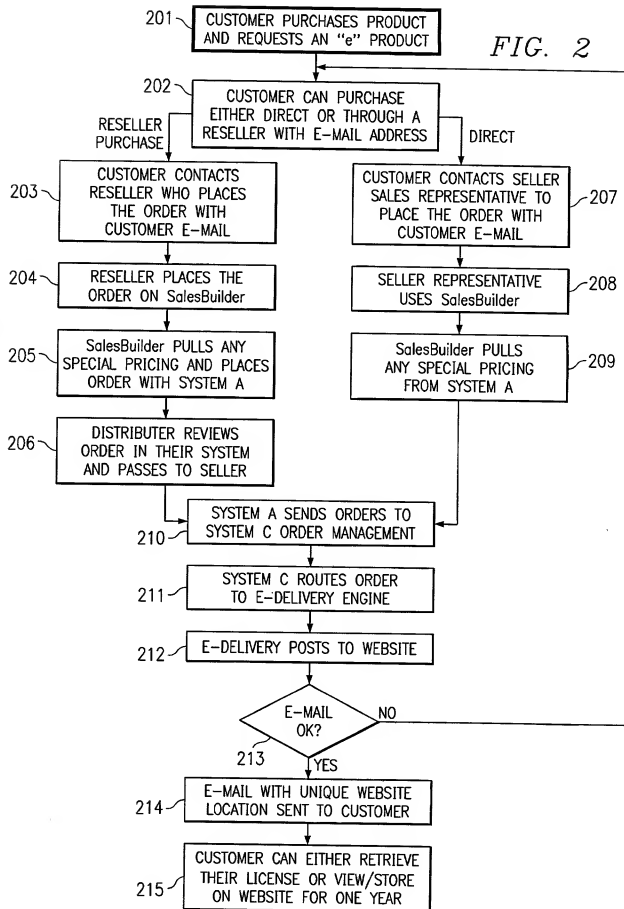 201
CUSTOMER PURCHASES PRODUCT
AND REQUESTS AN "e" PRODUCT
FIG. 2
202
CUSTOMER CAN PURCHASE
EITHER DIRECT OR THROUGH A
RESELLER WITH E-MAIL ADDRESS
RESELLER
PURCHASE
DIRECT
203
CUSTOMER CONTACTS
RESELLER WHO PLACES
THE ORDER WITH
CUSTOMER E-MAIL
CUSTOMER CONTACTS SELLER
SALES REPRESENTATIVE TO
PLACE THE ORDER WITH
CUSTOMER E-MAIL
207
204
RESELLER PLACES THE
ORDER ON SalesBuilder
SELLER REPRESENTATIVE
USES SalesBuilder
208
205
SalesBuilder PULLS ANY
SPECIAL PRICING AND PLACES
ORDER WITH SYSTEM A
SalesBuilder PULLS
ANY SPECIAL PRICING
FROM SYSTEM A
209
206
DISTRIBUTER REVIEWS
ORDER IN THEIR SYSTEM
AND PASSES TO SELLER
210
SYSTEM A SENDS ORDERS TO
SYSTEM C ORDER MANAGEMENT
211
SYSTEM C ROUTES ORDER
TO E-DELIVERY ENGINE
212
E-DELIVERY POSTS TO WEBSITE
E-MAIL
OK?
NO
213
YES
214
E-MAIL WITH UNIQUE WEBSITE
LOCATION SENT TO CUSTOMER
215
CUSTOMER CAN EITHER RETRIEVE
THEIR LICENSE OR VIEW/STORE
ON WEBSITE FOR ONE YEAR